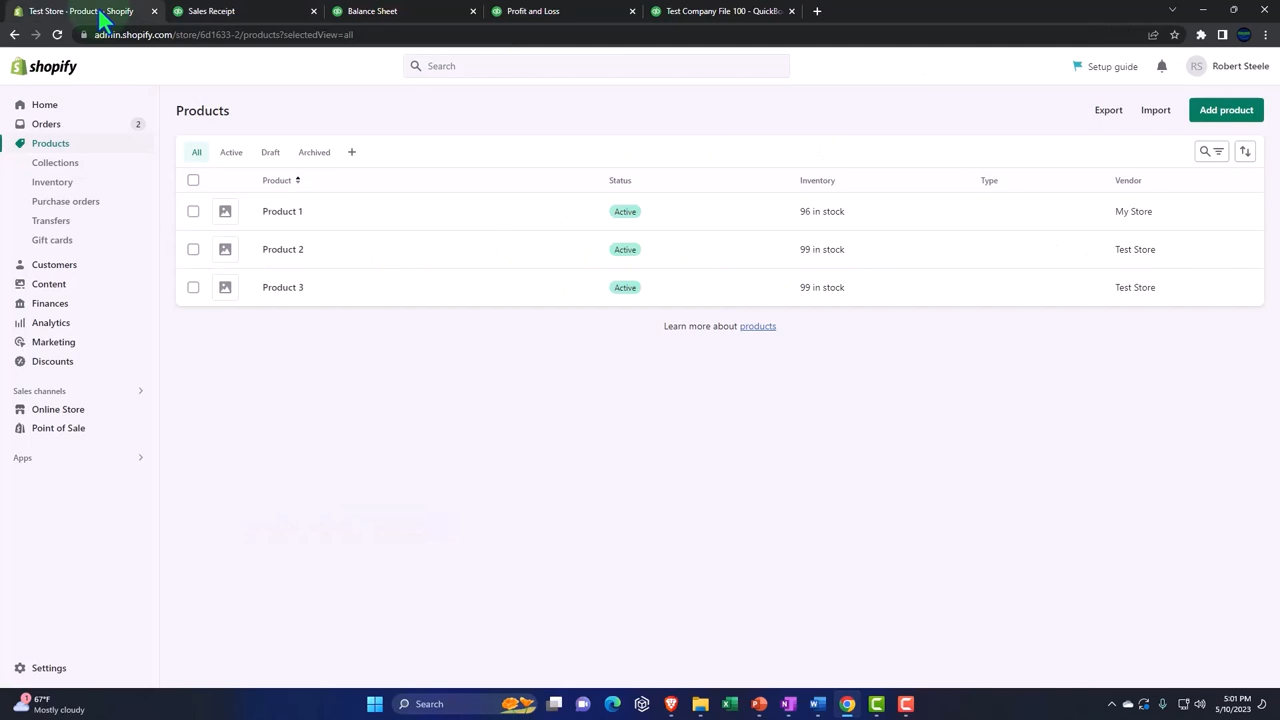 Test Store · Products · Shopify
Sales Receipt
Balance Sheet
Profit and Loss
Test Company File 100 - QuickBo
admin.shopify.com/store/6d1633-2/products?selectedView=all
shopify
Search
Setup guide
RS
Robert Steele
Home
Orders
2
Products
Collections
Inventory
Purchase orders
Transfers
Gift cards
Customers
Content
Finances
Analytics
Marketing
Discounts
Sales channels
Online Store
Point of Sale
Apps
Settings
Products
Export
Import
Add product
All
Active
Draft
Archived
Product
Status
Inventory
Type
Vendor
Product 1
Active
96 in stock
My Store
Product 2
Active
99 in stock
Test Store
Product 3
Active
99 in stock
Test Store
Learn more about products
1
67°F
Mostly cloudy
Search
5:01 PM
5/10/2023